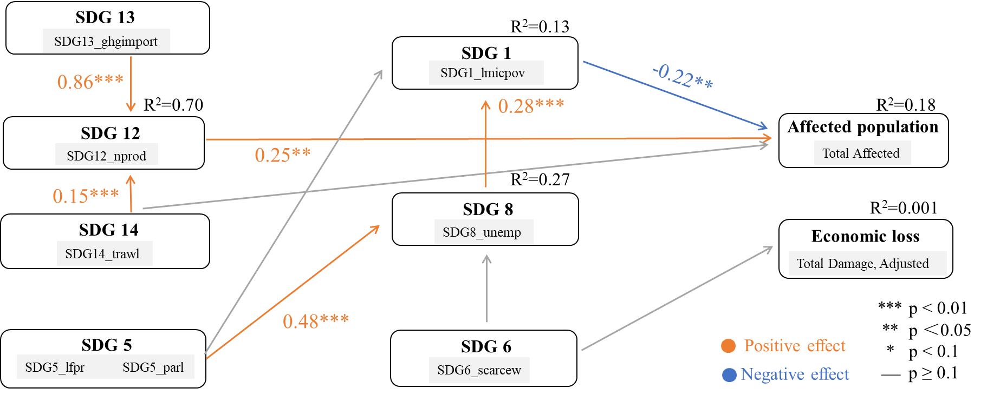 SDG 13
SDG13_ghgimport
0.86***
R²=0.70
SDG 12
SDG12_nprod
0.25**
0.15***
SDG 14
SDG14_trawl
SDG 5
SDG5_lfpr SDG5_parl
0.48***
R²=0.13
SDG 1
SDG1_lmicpov
0.28***
R²=0.27
SDG 8
SDG8_unemp
SDG 6
SDG6_scarcew
-0.22**
R²=0.18
Affected population
Total Affected
R²=0.001
Economic loss
Total Damage, Adjusted
Positive effect
Negative effect
*** p < 0.01
** p <0.05
* p < 0.1
— p ≥ 0.1